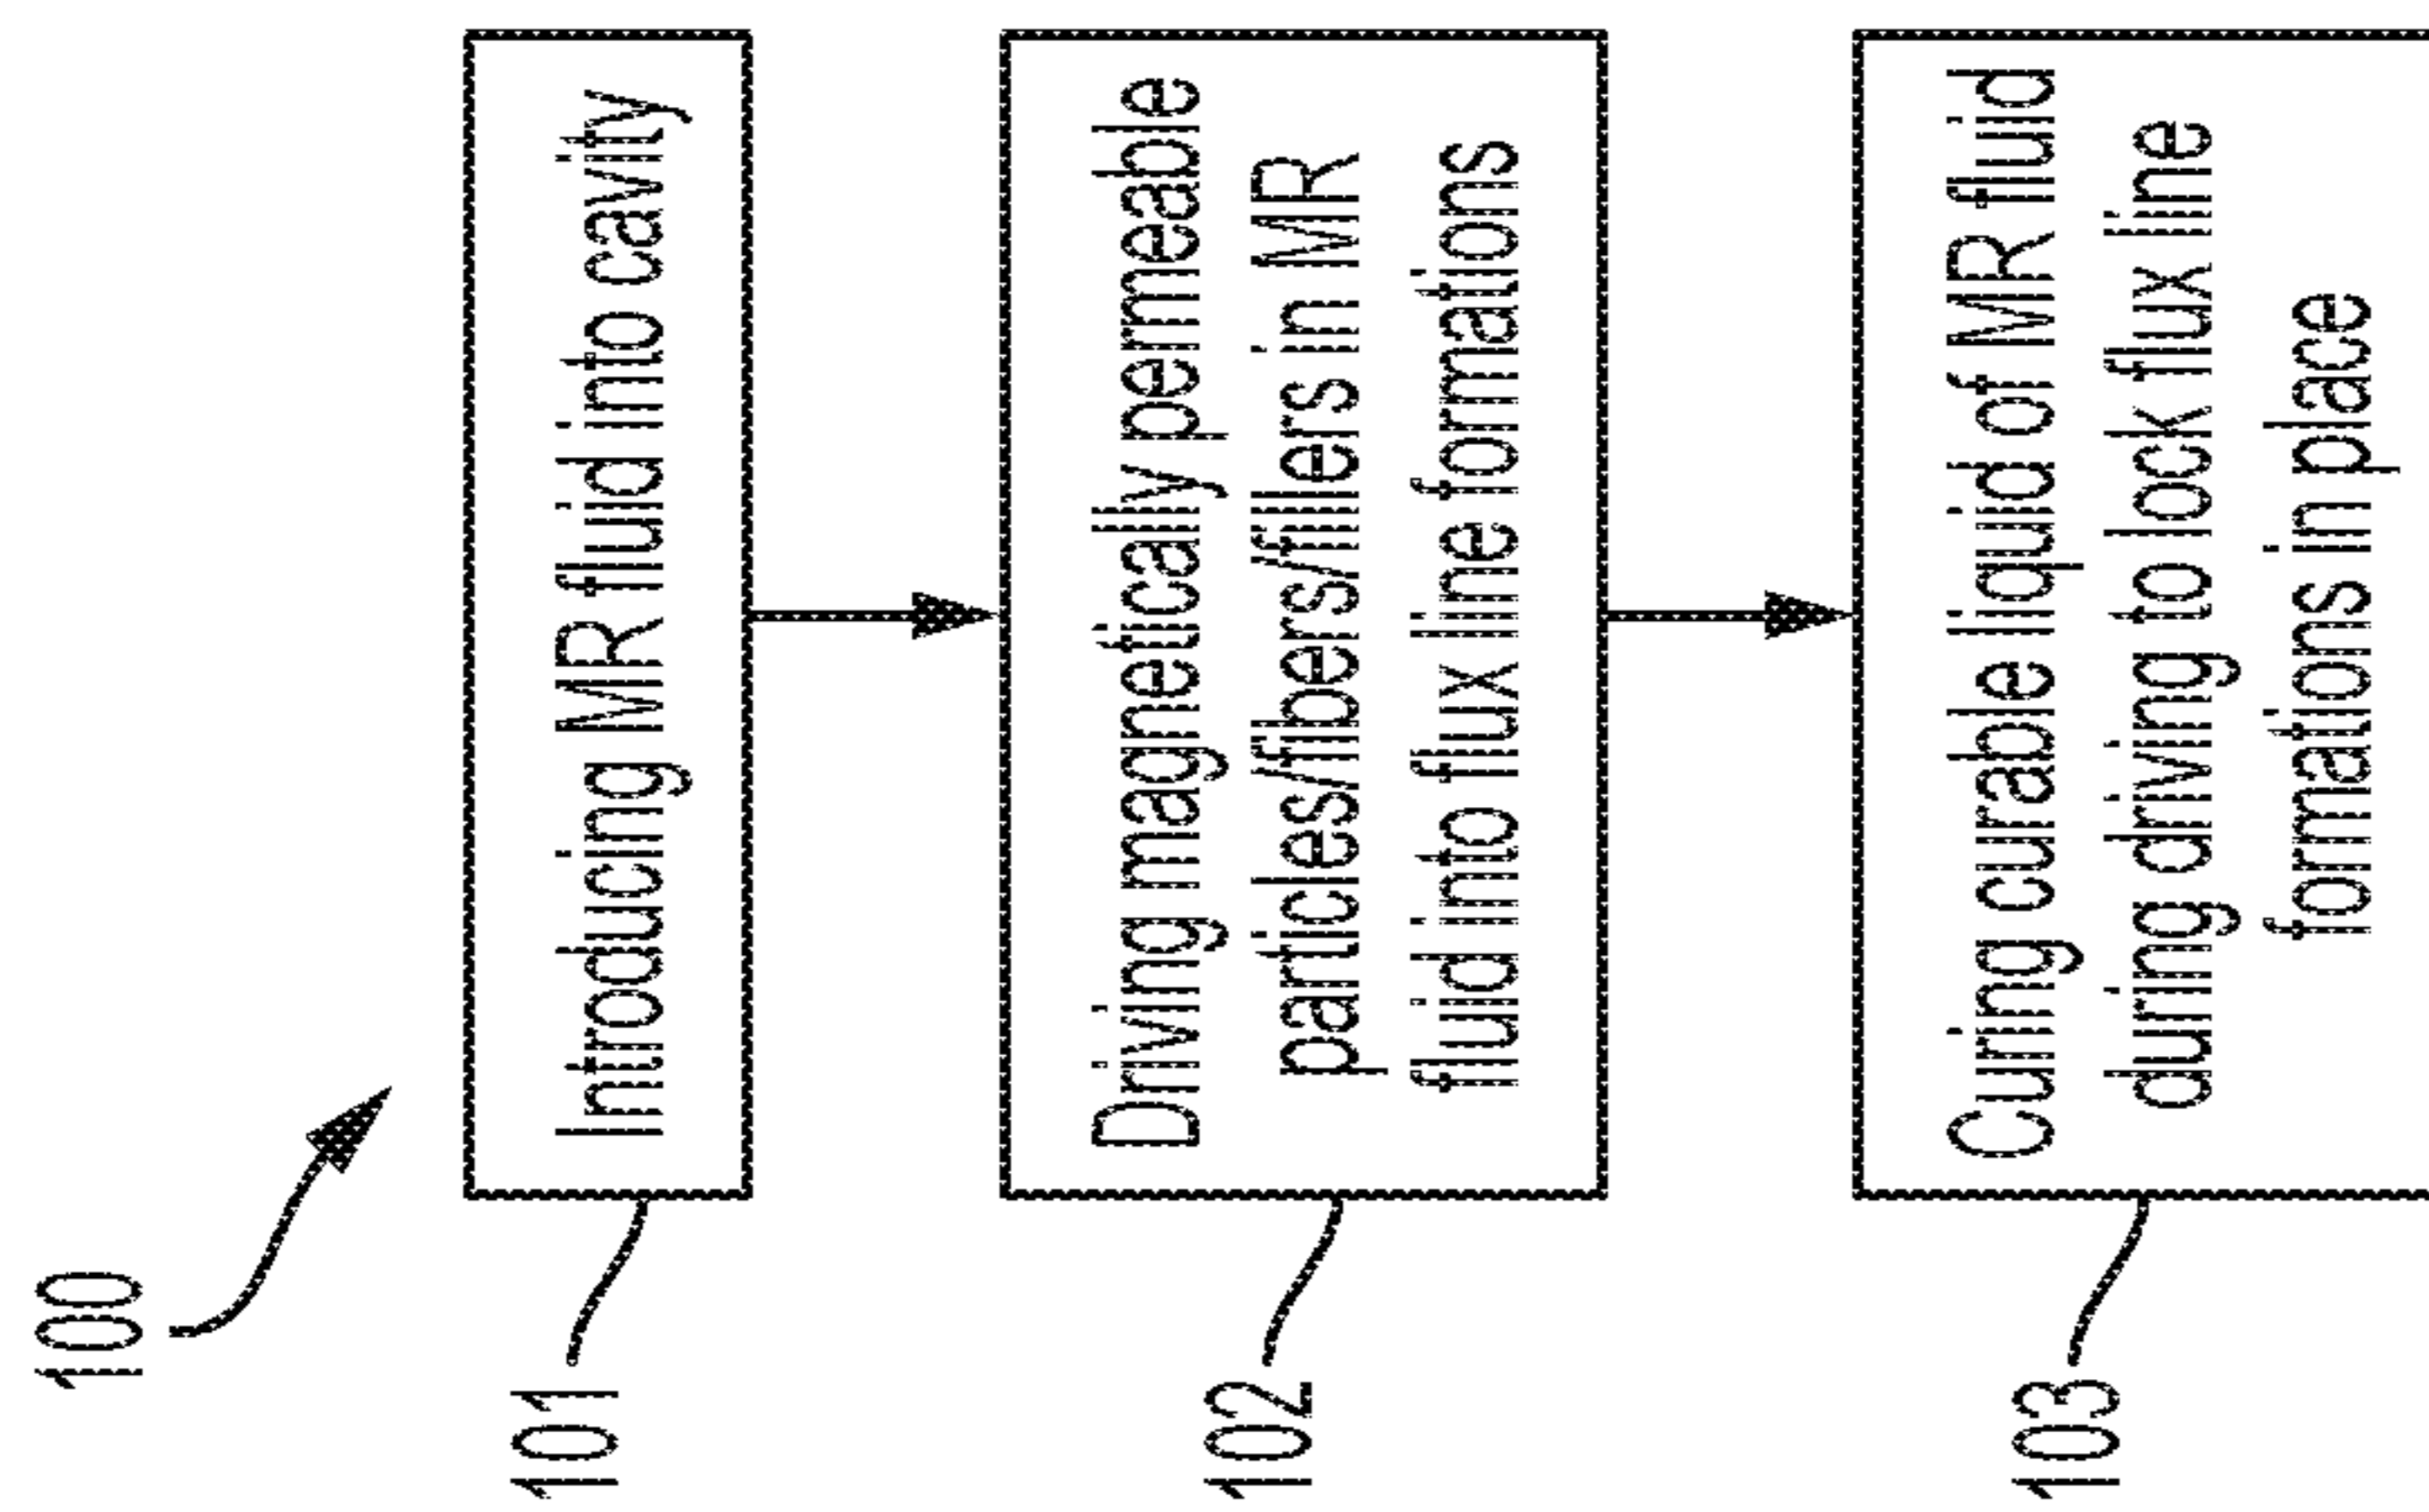 100
101
Introducing MR fluid into cavity
102
Driving magnetically permeable
particles/fibers/fillers in MR
fluid into flux line formations
103
Curing curable liquid of MR fluid
during driving to lock flux line
formations in place